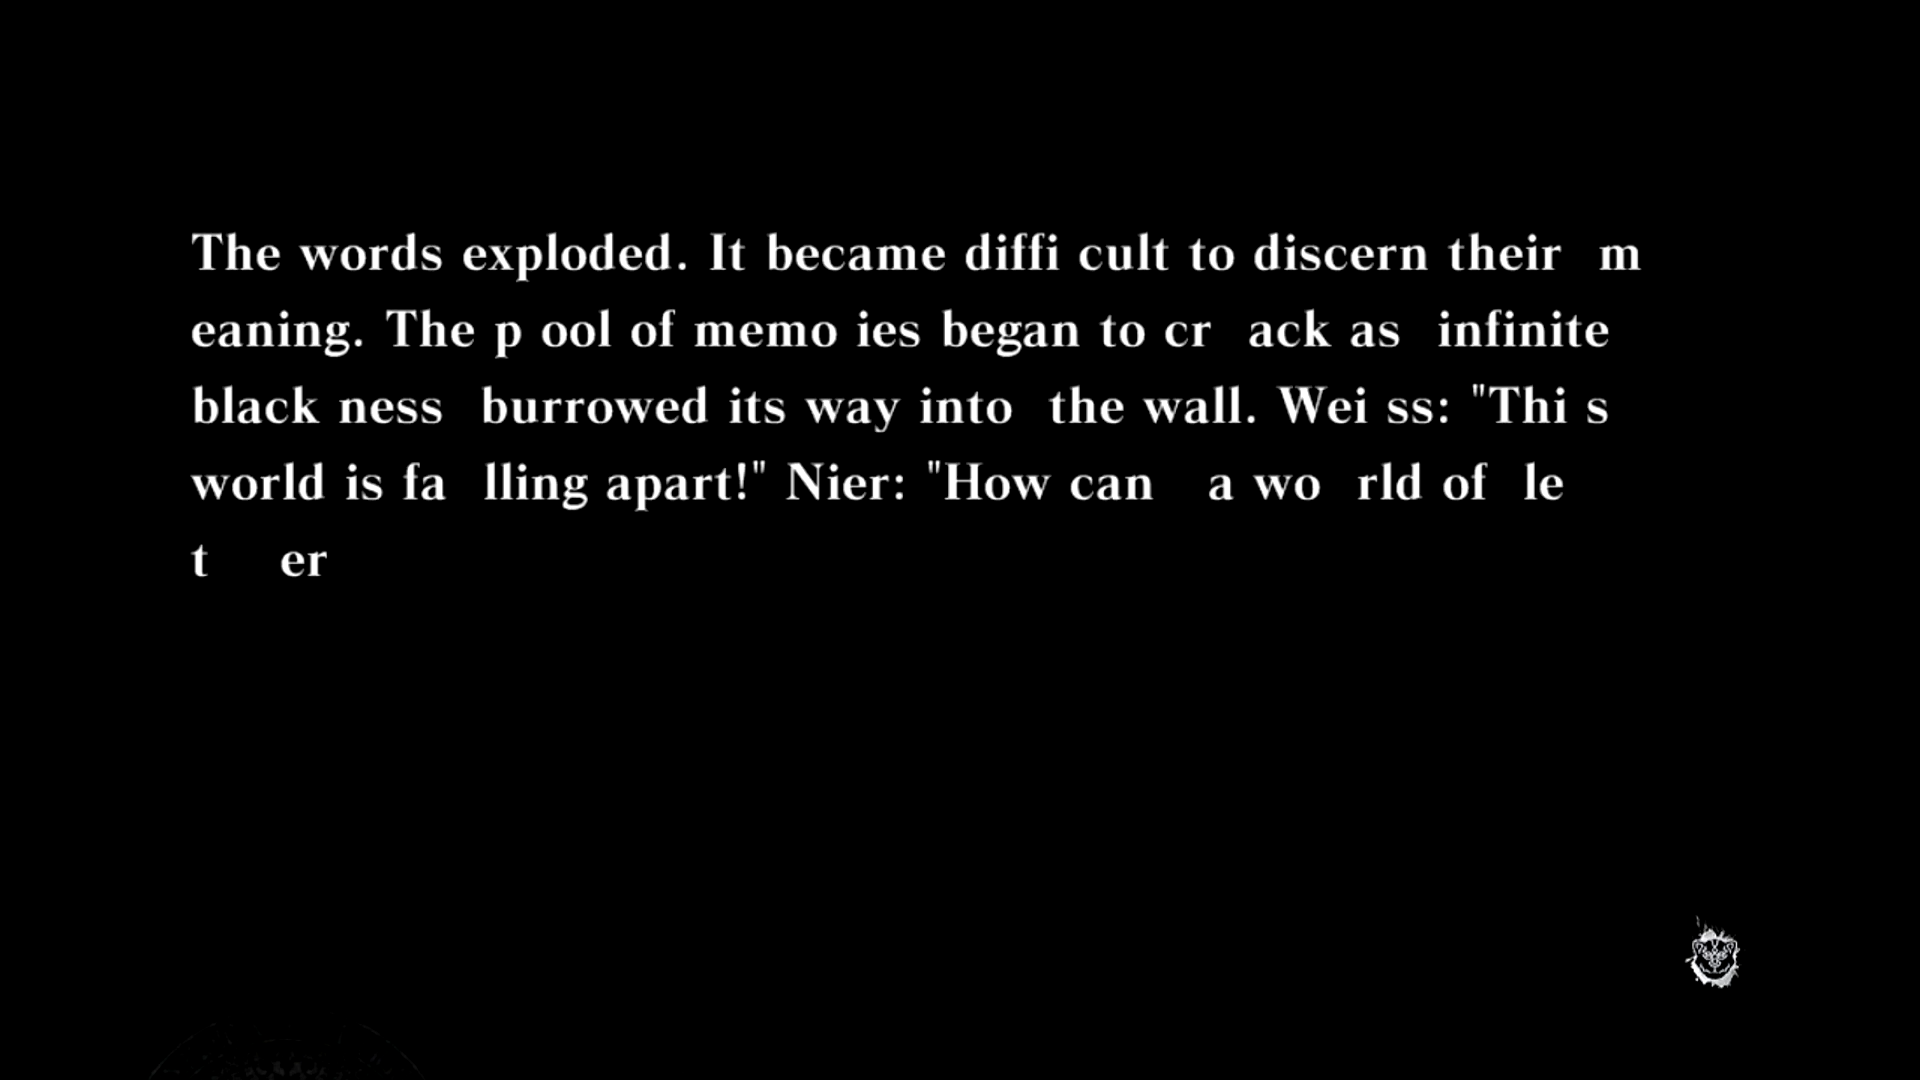 The words exploded. It became diffi cult to discern their  m
eaning. The p ool of memo ies began to cr  ack as  infinite
black ness  burrowed its way into  the wall. Wei ss: "Thi s
world is fa  lling apart!" Nier: "How can   a wo  rld of  le
t    er